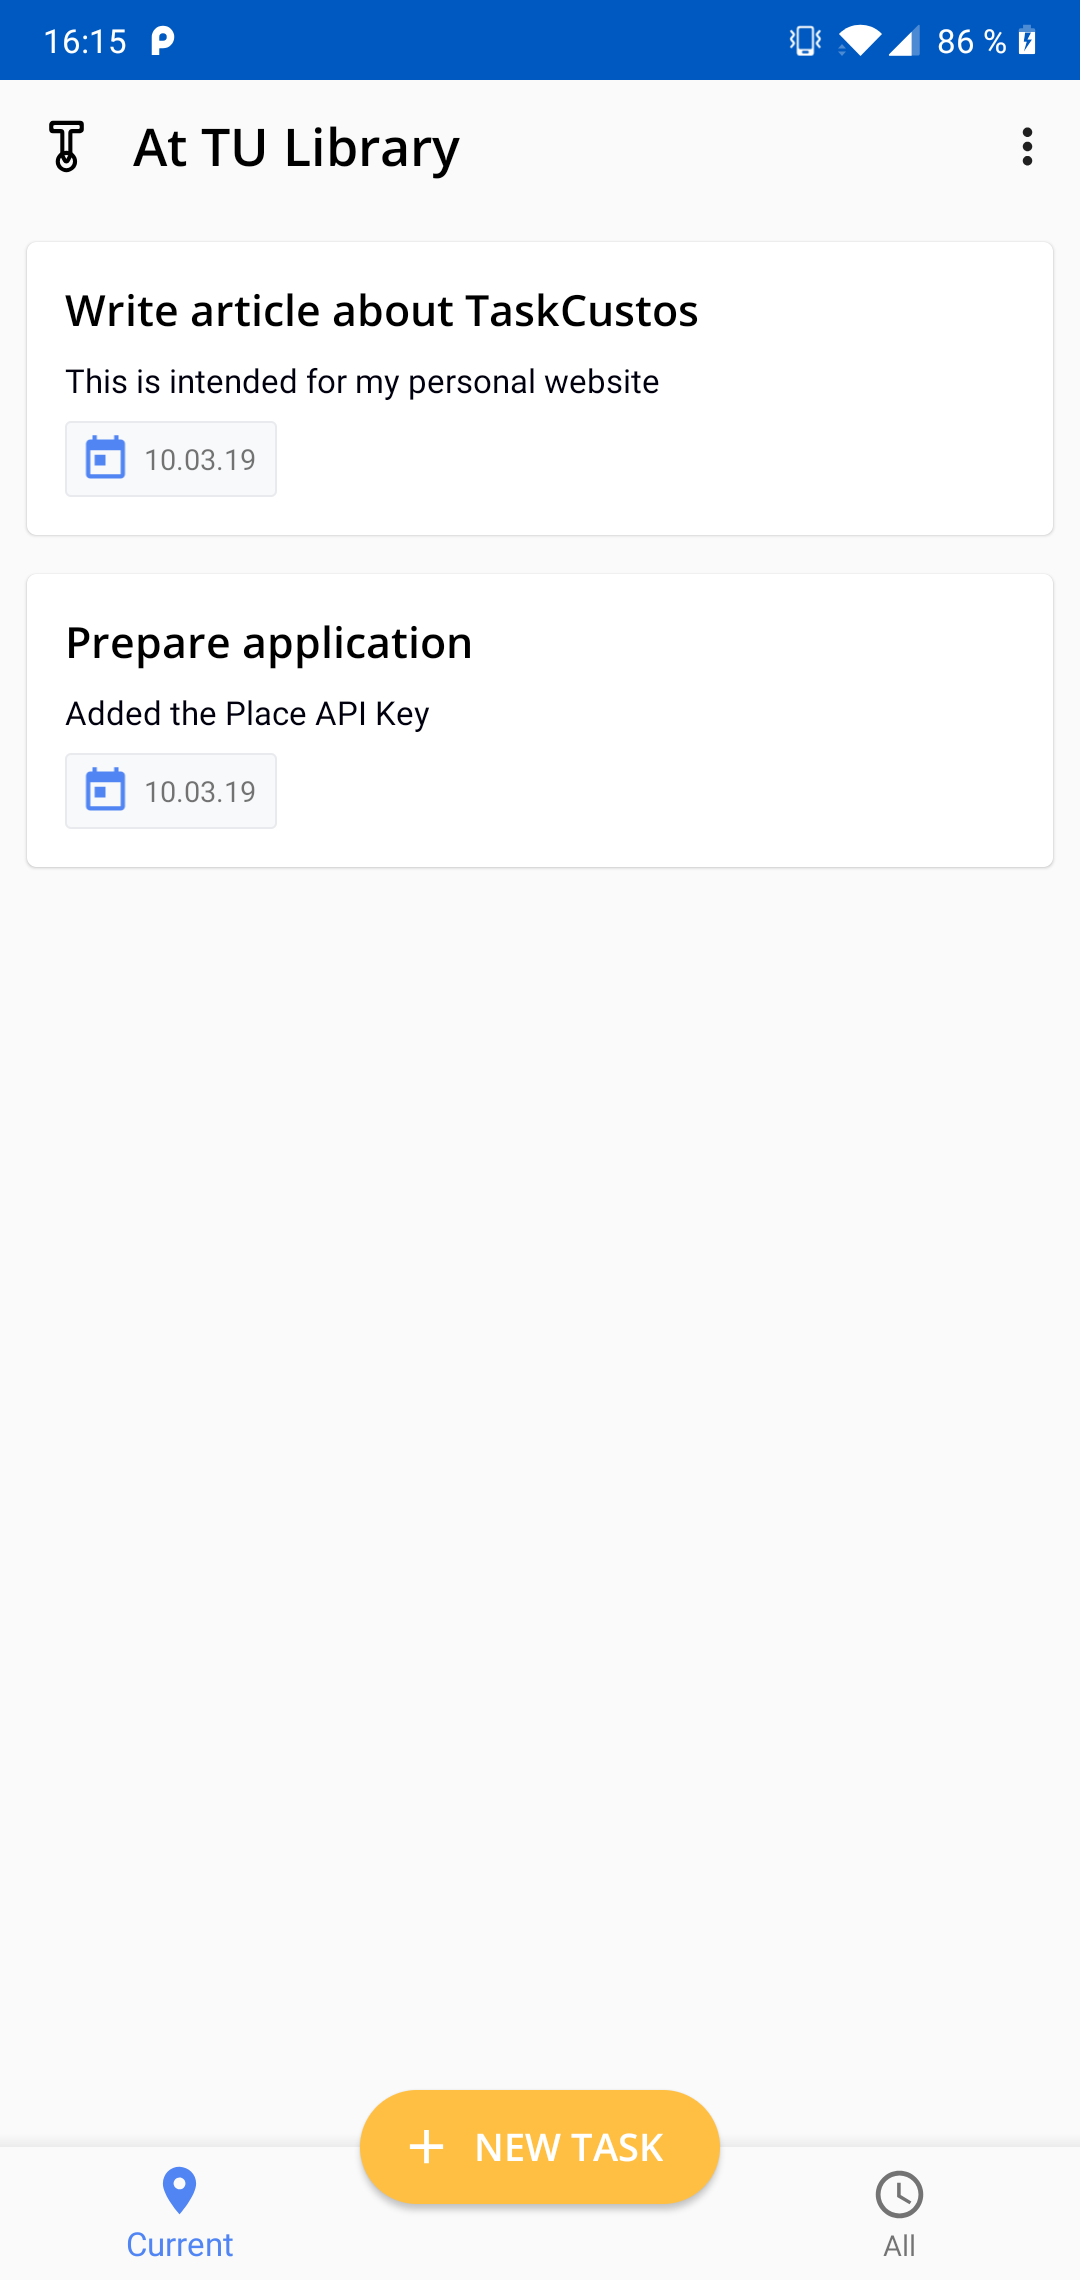 16:15 86 %
At TU Library
Write article about TaskCustos
This is intended for my personal website
10.03.19
Prepare application
Added the Place API Key
10.03.19
NEW TASK
Current
All